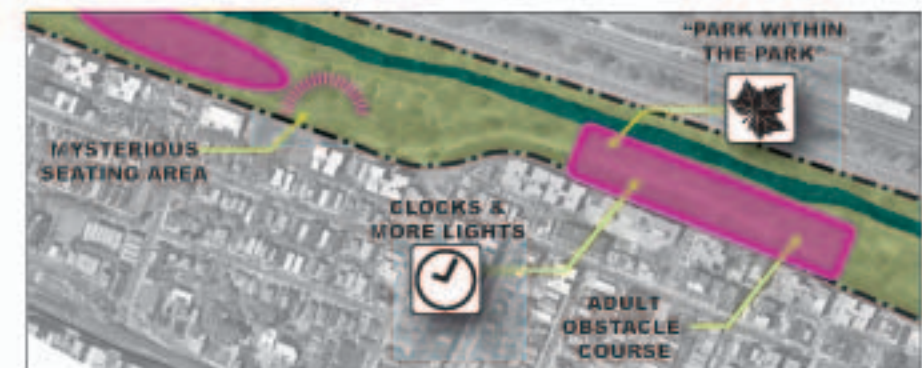 "PARK WITHIN
THE PARK"
MYSTERIOUS
SEATING AREA
CLOCKS &
MORE LIGHTS
ADULT
OBSTACLE
COURSE